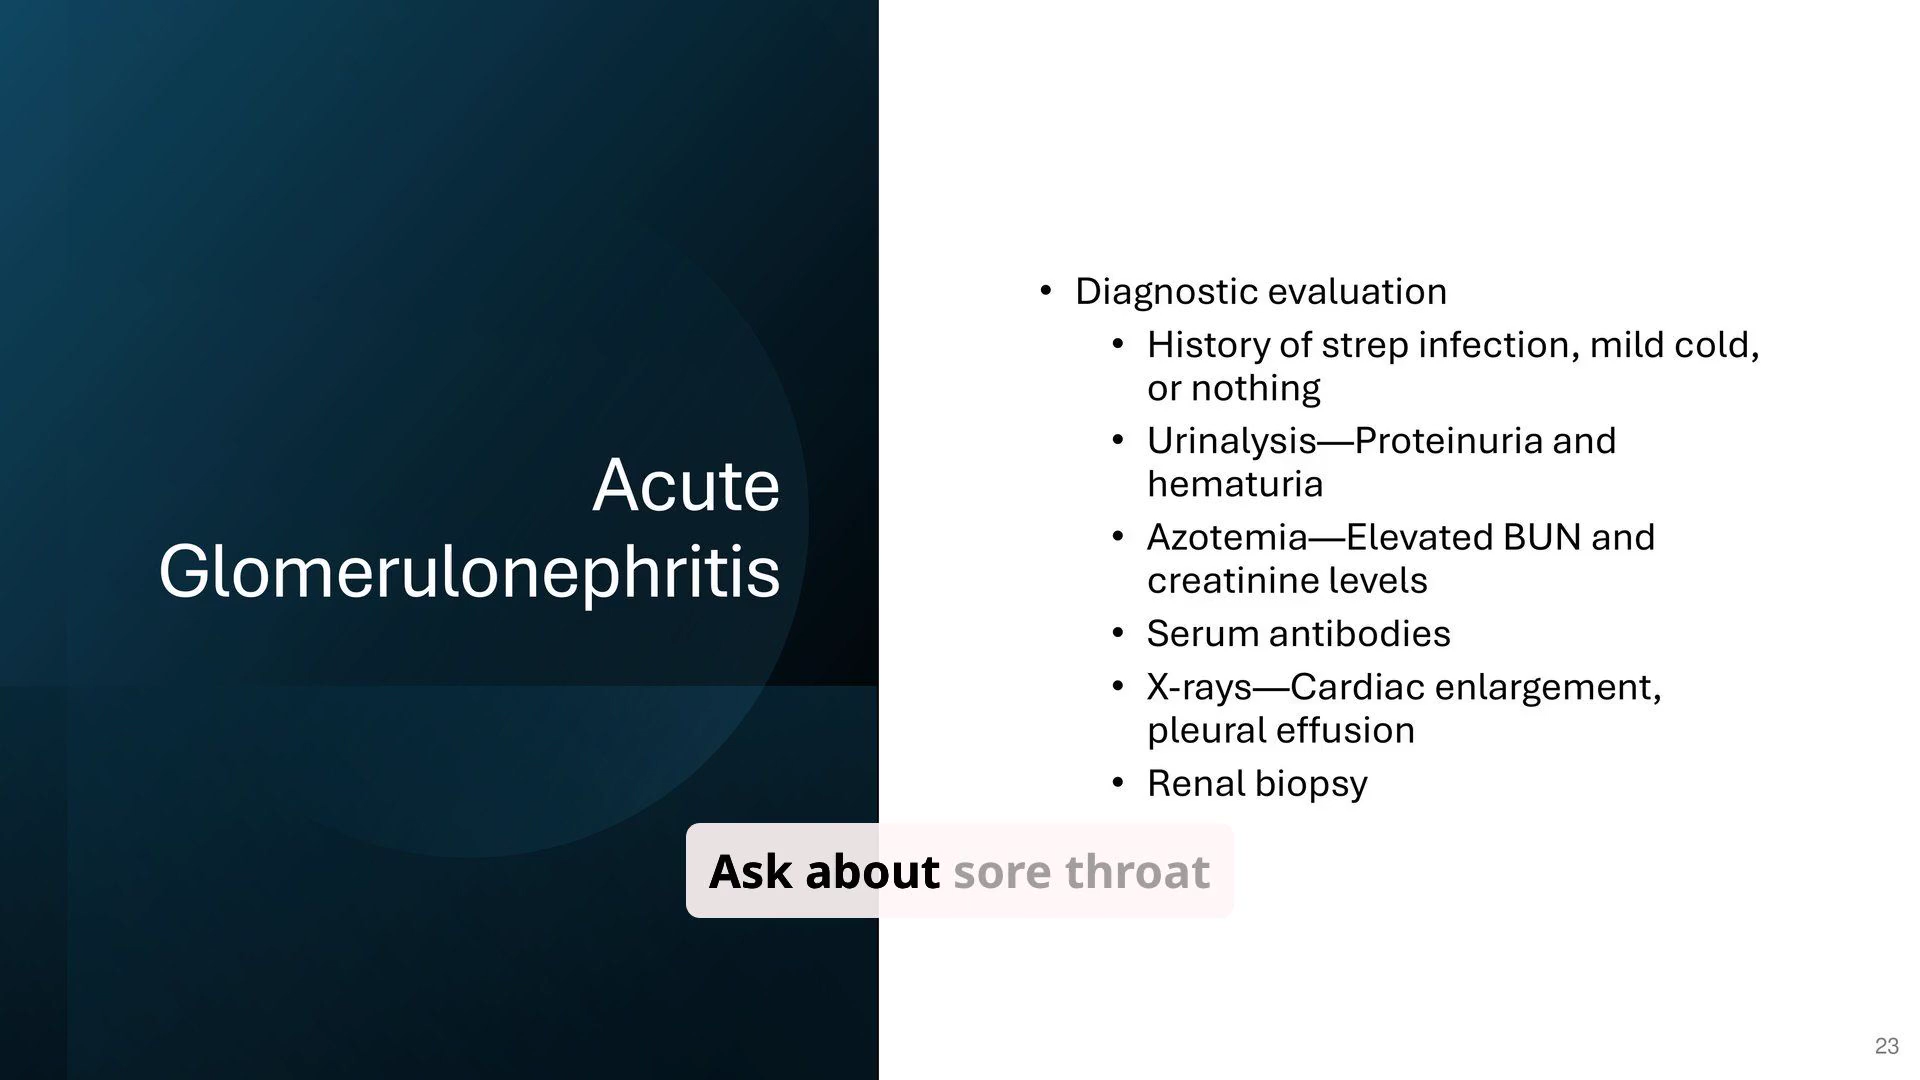 Acute
Glomerulonephritis
• Diagnostic evaluation
• History of strep infection, mild cold,
or nothing
• Urinalysis—Proteinuria and
hematuria
• Azotemia—Elevated BUN and
creatinine levels
• Serum antibodies
• X-rays—Cardiac enlargement,
pleural effusion
• Renal biopsy
Ask about sore throat
23